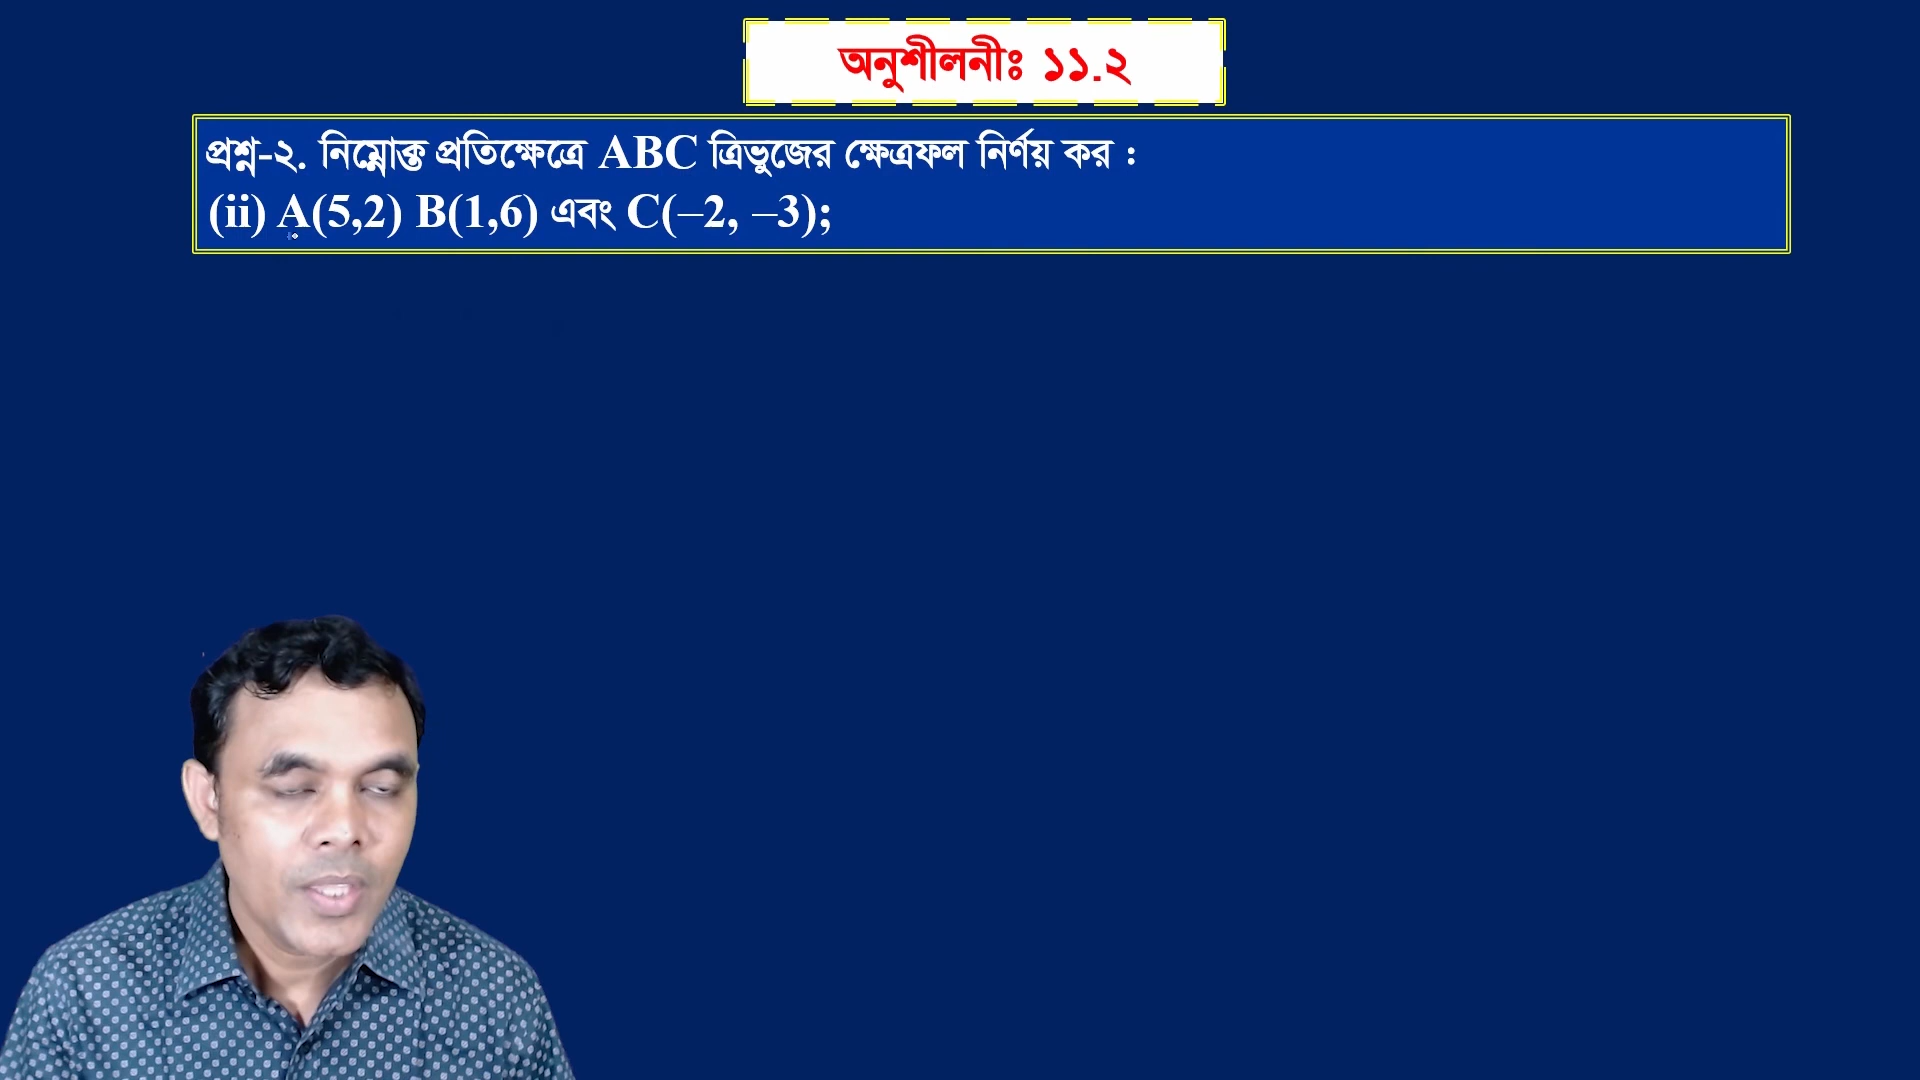 অনুশীলনীঃ ১১.২
প্রশ্ন-২. নিম্নোক্ত প্রতিক্ষেত্রে ABC ত্রিভুজের ক্ষেত্রফল নির্ণয় কর :
(ii) A(5,2) B(1,6) এবং C(–2, –3);